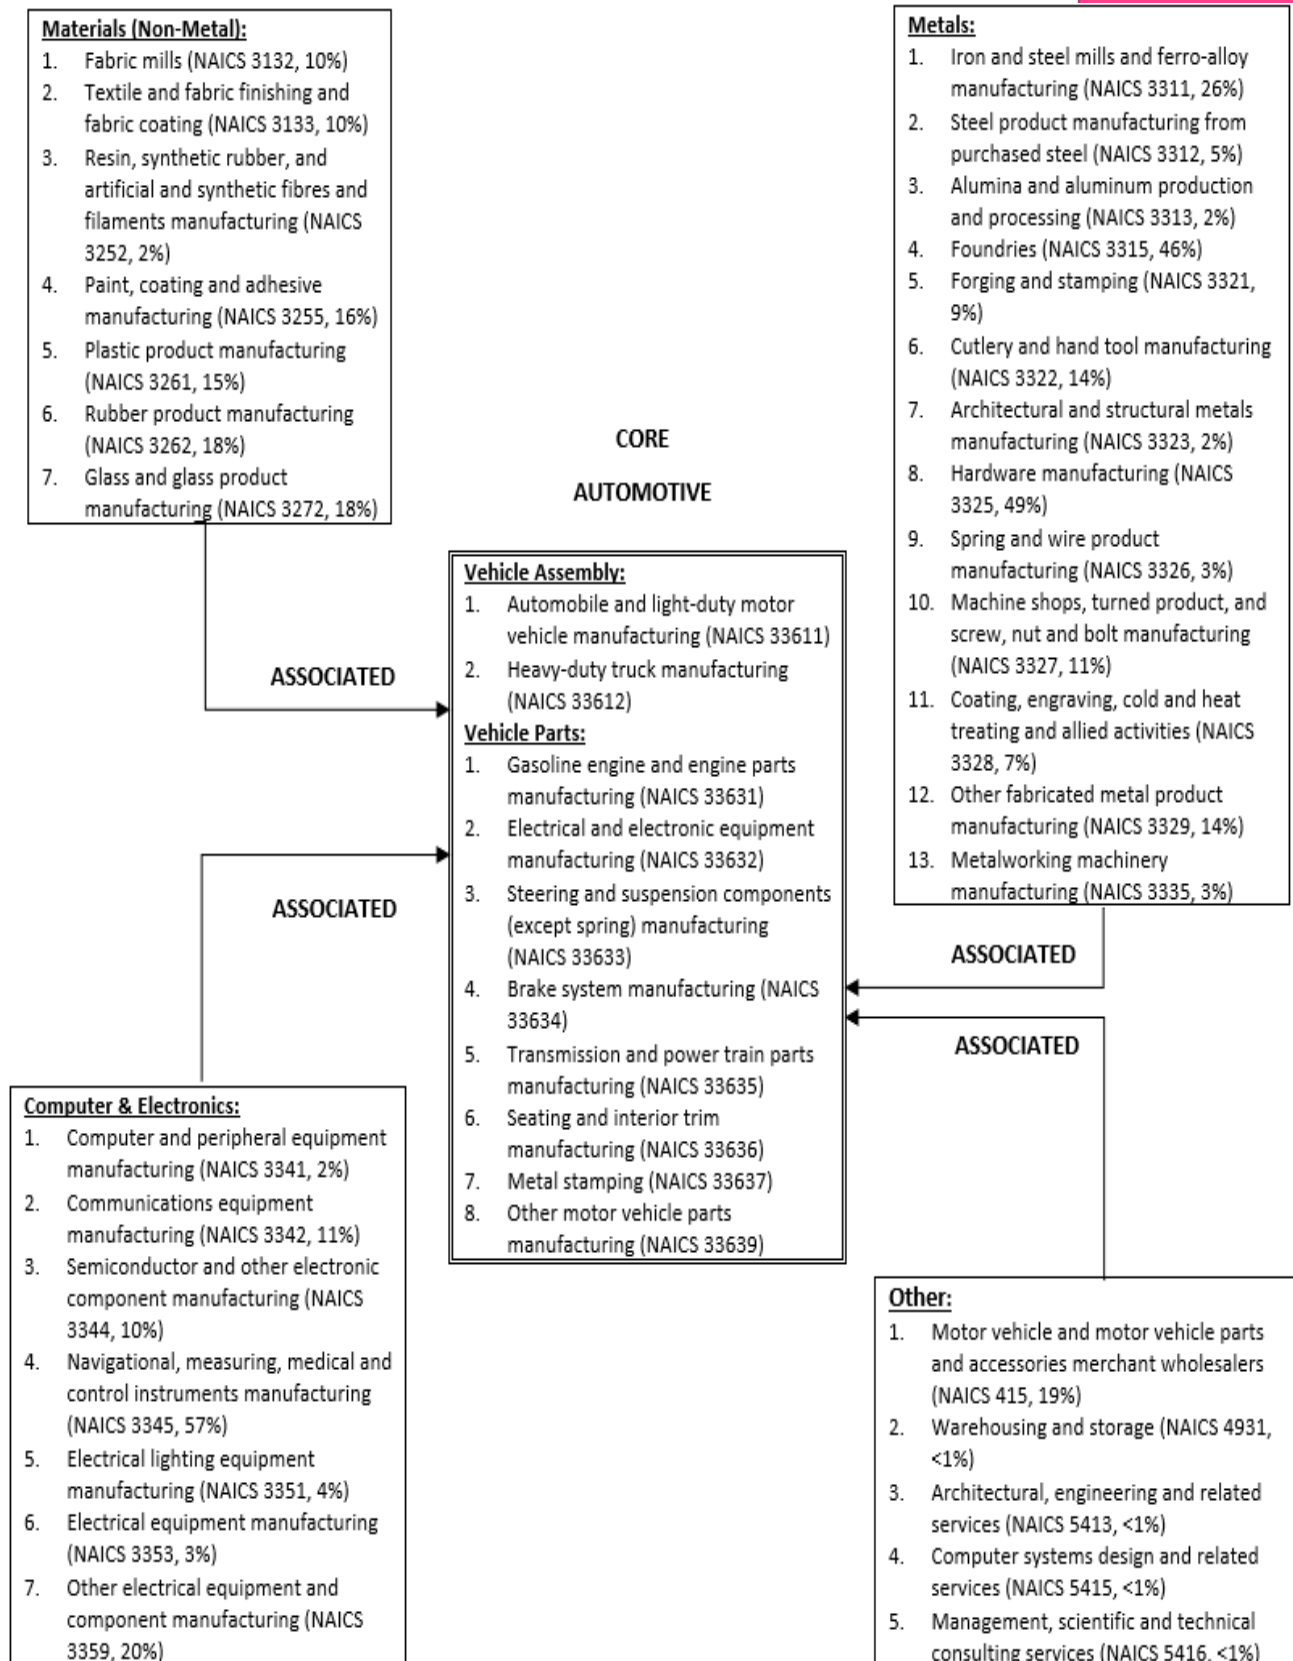 Materials (Non-Metal):
1. Fabric mills (NAICS 3132, 10%)
2. Textile and fabric finishing and
fabric coating (NAICS 3133, 10%)
3. Resin, synthetic rubber, and
artificial and synthetic fibres and
filaments manufacturing (NAICS
3252, 2%)
4. Paint, coating and adhesive
manufacturing (NAICS 3255, 16%)
5. Plastic product manufacturing
(NAICS 3261, 15%)
6. Rubber product manufacturing
(NAICS 3262, 18%)
7. Glass and glass product
manufacturing (NAICS 3272, 18%)
Metals:
1. Iron and steel mills and ferro-alloy
manufacturing (NAICS 3311, 26%)
2. Steel product manufacturing from
purchased steel (NAICS 3312, 5%)
3. Alumina and aluminum production
and processing (NAICS 3313, 2%)
4. Foundries (NAICS 3315, 46%)
5. Forging and stamping (NAICS 3321,
9%)
6. Cutlery and hand tool manufacturing
(NAICS 3322, 14%)
7. Architectural and structural metals
manufacturing (NAICS 3323, 2%)
8. Hardware manufacturing (NAICS
3325, 49%)
9. Spring and wire product
manufacturing (NAICS 3326, 3%)
10. Machine shops, turned product, and
screw, nut and bolt manufacturing
(NAICS 3327, 11%)
11. Coating, engraving, cold and heat
treating and allied activities (NAICS
3328, 7%)
12. Other fabricated metal product
manufacturing (NAICS 3329, 14%)
13. Metalworking machinery
manufacturing (NAICS 3335, 3%)
CORE
AUTOMOTIVE
Vehicle Assembly:
1. Automobile and light-duty motor
vehicle manufacturing (NAICS 33611)
2. Heavy-duty truck manufacturing
(NAICS 33612)
Vehicle Parts:
1. Gasoline engine and engine parts
manufacturing (NAICS 33631)
2. Electrical and electronic equipment
manufacturing (NAICS 33632)
3. Steering and suspension components
(except spring) manufacturing
(NAICS 33633)
4. Brake system manufacturing (NAICS
33634)
5. Transmission and power train parts
manufacturing (NAICS 33635)
6. Seating and interior trim
manufacturing (NAICS 33636)
7. Metal stamping (NAICS 33637)
8. Other motor vehicle parts
manufacturing (NAICS 33639)
ASSOCIATED
ASSOCIATED
ASSOCIATED
ASSOCIATED
Computer & Electronics:
1. Computer and peripheral equipment
manufacturing (NAICS 3341, 2%)
2. Communications equipment
manufacturing (NAICS 3342, 11%)
3. Semiconductor and other electronic
component manufacturing (NAICS
3344, 10%)
4. Navigational, measuring, medical and
control instruments manufacturing
(NAICS 3345, 57%)
5. Electrical lighting equipment
manufacturing (NAICS 3351, 4%)
6. Electrical equipment manufacturing
(NAICS 3353, 3%)
7. Other electrical equipment and
component manufacturing (NAICS
3359, 20%)
Other:
1. Motor vehicle and motor vehicle parts
and accessories merchant wholesalers
(NAICS 415, 19%)
2. Warehousing and storage (NAICS 4931,
<1%)
3. Architectural, engineering and related
services (NAICS 5413, <1%)
4. Computer systems design and related
services (NAICS 5415, <1%)
5. Management, scientific and technical
consulting services (NAICS 5416, <1%)